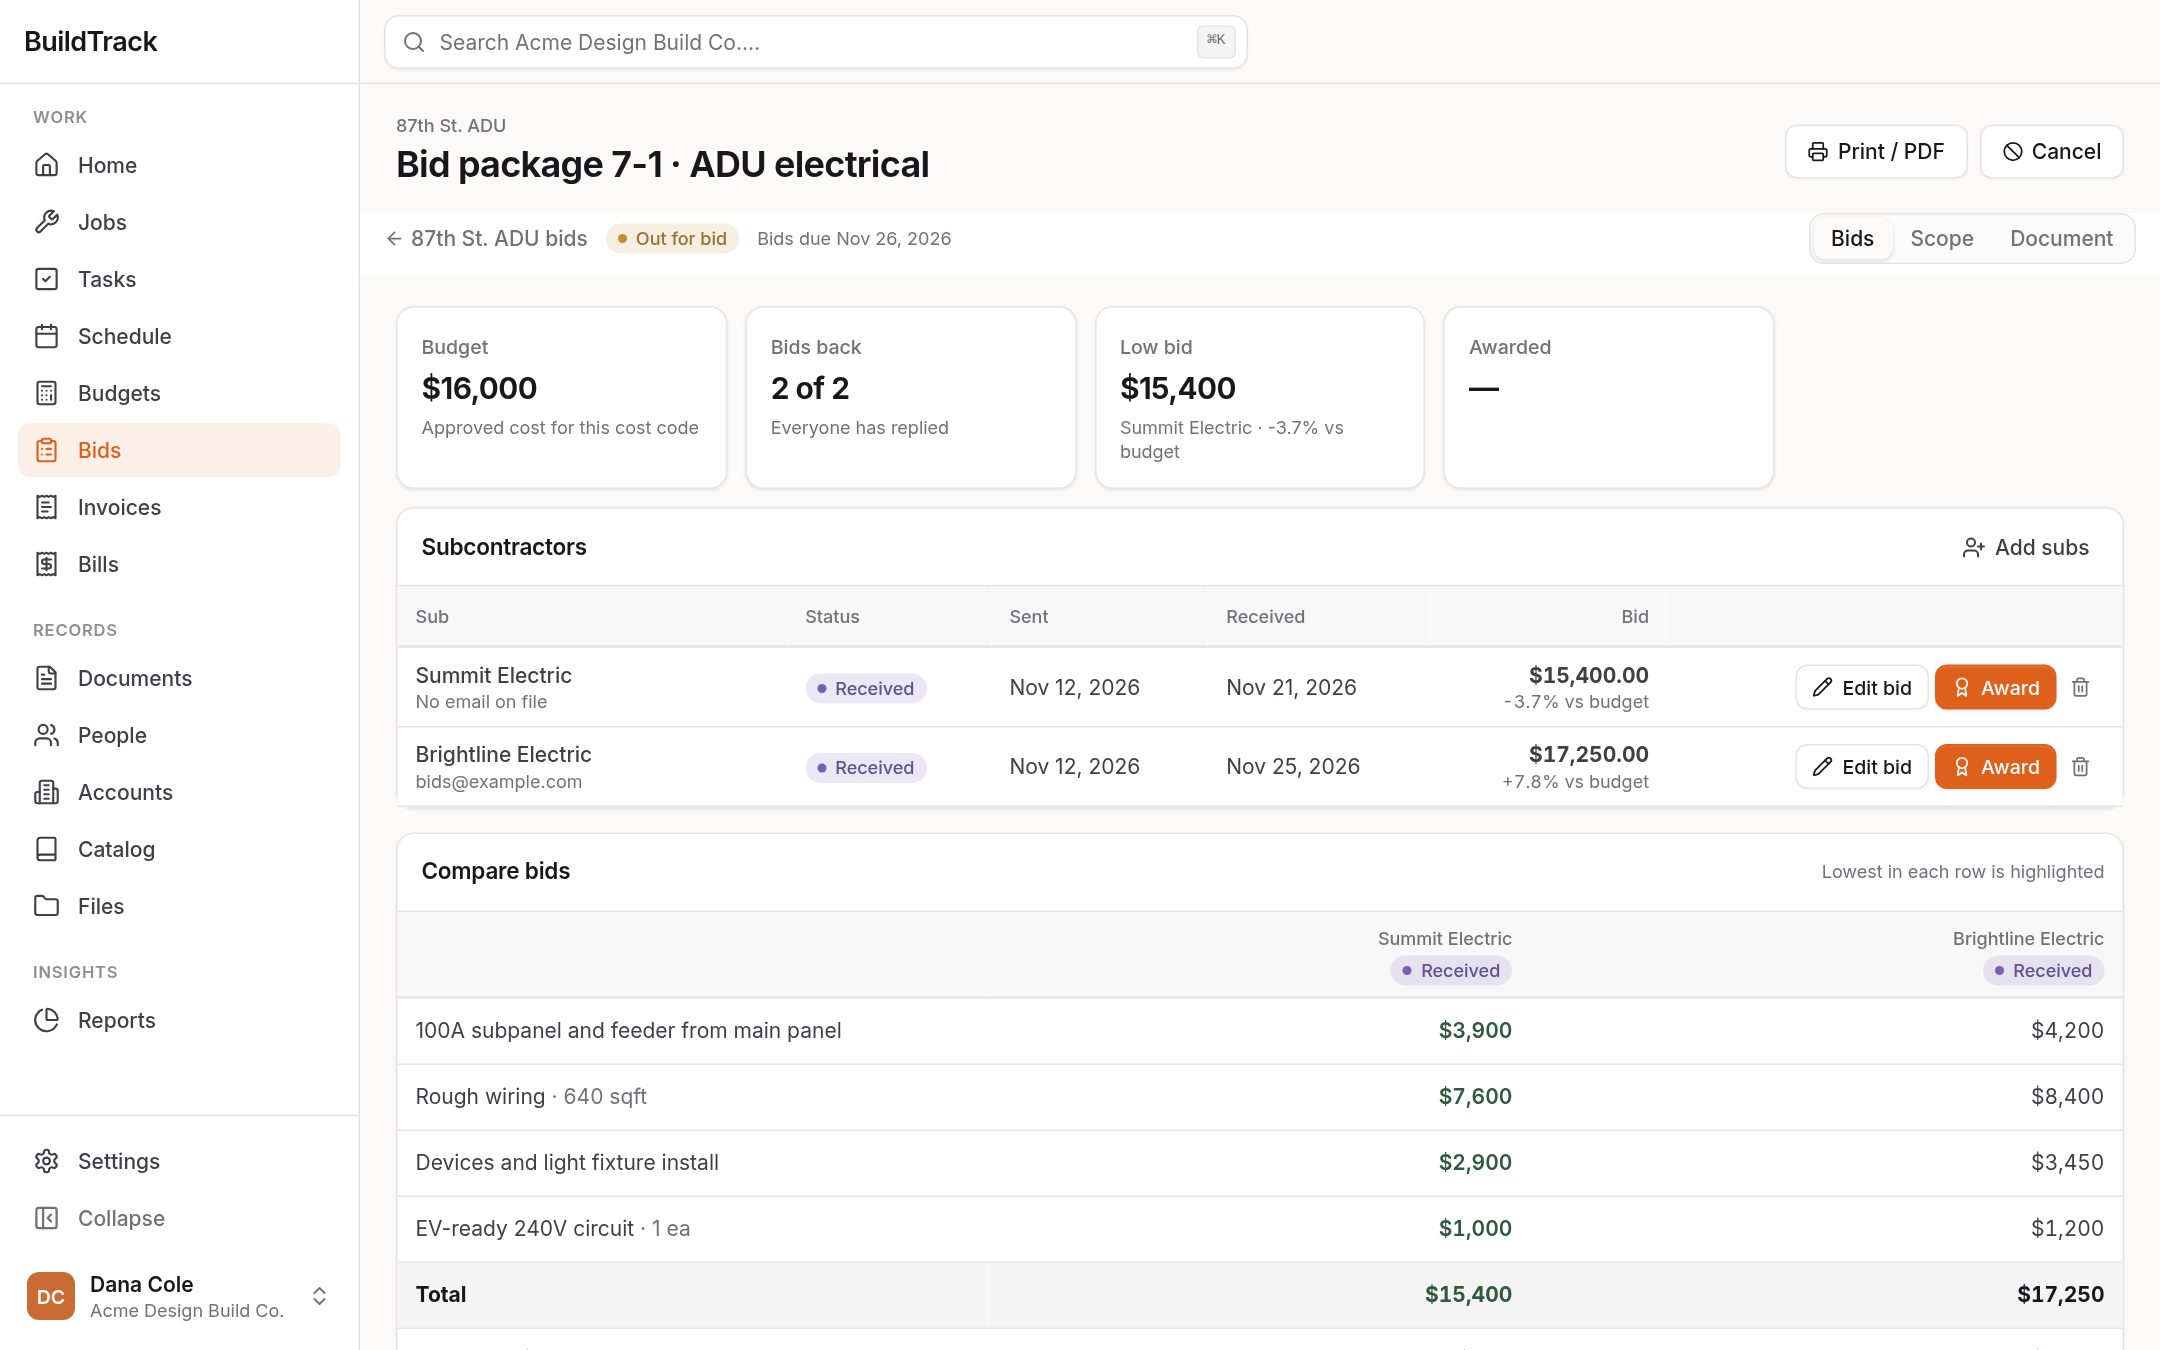 BuildTrack
Search Acme Design Build Co....
⌘K
WORK
Home
Jobs
Tasks
Schedule
Budgets
Bids
Invoices
Bills
RECORDS
Documents
People
Accounts
Catalog
Files
INSIGHTS
Reports
Settings
Collapse
DC
Dana Cole
Acme Design Build Co.
87th St. ADU
Bid package 7-1 · ADU electrical
Print / PDF
Cancel
87th St. ADU bids
Out for bid
Bids due Nov 26, 2026
Bids
Scope
Document
Budget
$16,000
Approved cost for this cost code
Bids back
2 of 2
Everyone has replied
Low bid
$15,400
Summit Electric · -3.7% vs
budget
Awarded
—
Subcontractors
Add subs
Sub Status Sent Received Bid
Summit Electric
No email on file
Received
Nov 12, 2026
Nov 21, 2026
$15,400.00
-3.7% vs budget
Edit bid
Award
Brightline Electric
bids@example.com
Received
Nov 12, 2026
Nov 25, 2026
$17,250.00
+7.8% vs budget
Edit bid
Award
Compare bids
Lowest in each row is highlighted
Summit Electric
Received
Brightline Electric
Received
100A subpanel and feeder from main panel $3,900 $4,200
Rough wiring · 640 sqft $7,600 $8,400
Devices and light fixture install $2,900 $3,450
EV-ready 240V circuit · 1 ea $1,000 $1,200
Total $15,400 $17,250